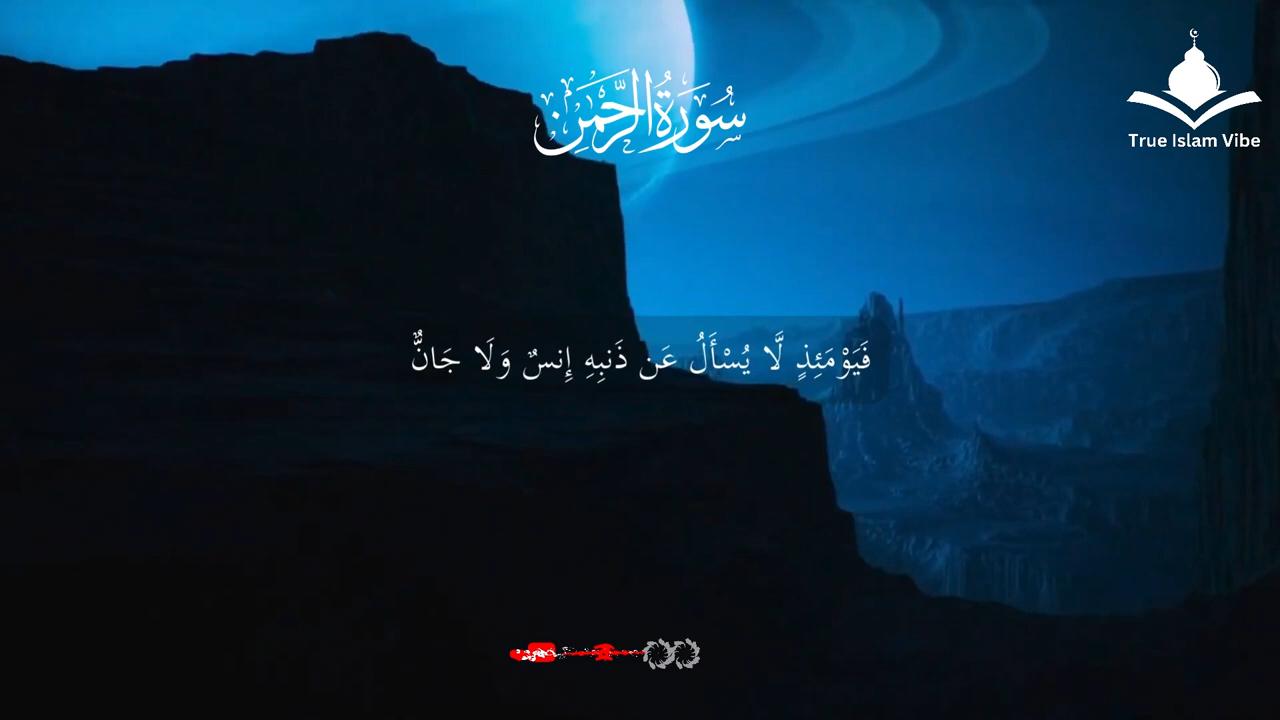 سُورَةُ الرَّحْمَٰنِ
True Islam Vibe
فَيَوْمَئِذٍ لَّا يُسْأَلُ عَن ذَنبِهِ إِنسٌ وَلَا جَانٌّ